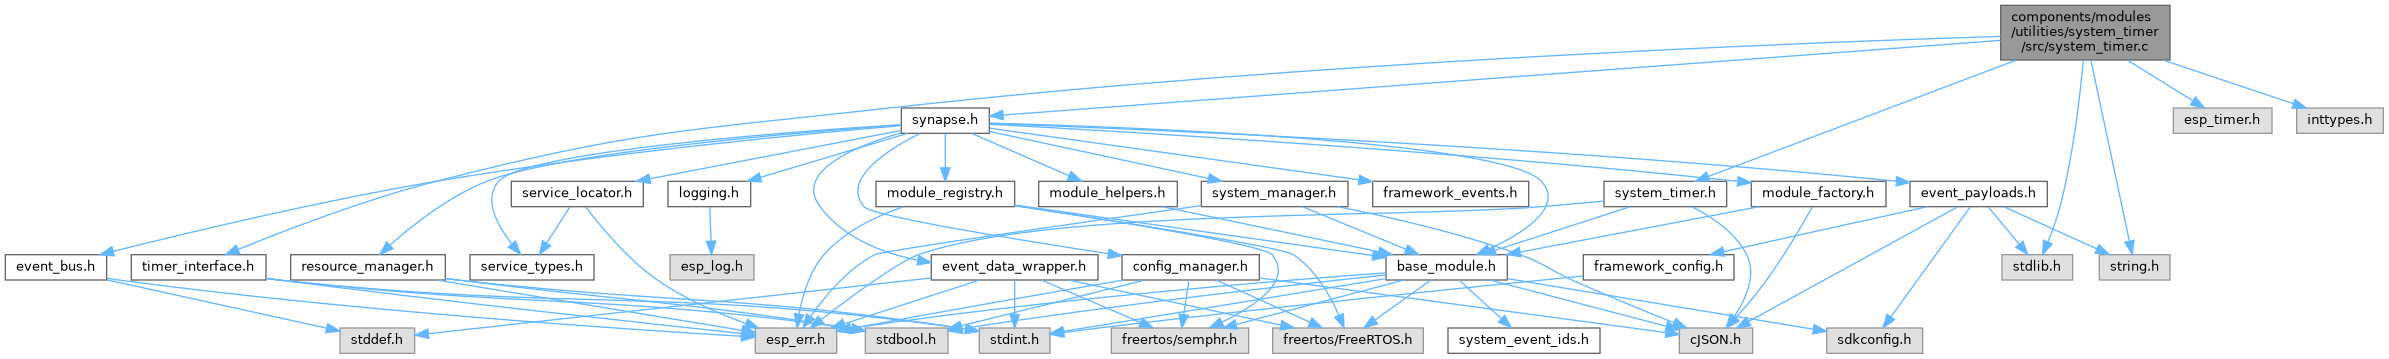 components/modules
/utilities/system_timer
/src/system_timer.c
synapse.h
esp_timer.h
inttypes.h
service_locator.h
logging.h
module_registry.h
module_helpers.h
system_manager.h
framework_events.h
system_timer.h
module_factory.h
event_payloads.h
event_bus.h
timer_interface.h
resource_manager.h
service_types.h
esp_log.h
event_data_wrapper.h
config_manager.h
base_module.h
framework_config.h
stdlib.h
string.h
stddef.h
esp_err.h
stdbool.h
stdint.h
freertos/semphr.h
freertos/FreeRTOS.h
system_event_ids.h
cJSON.h
sdkconfig.h